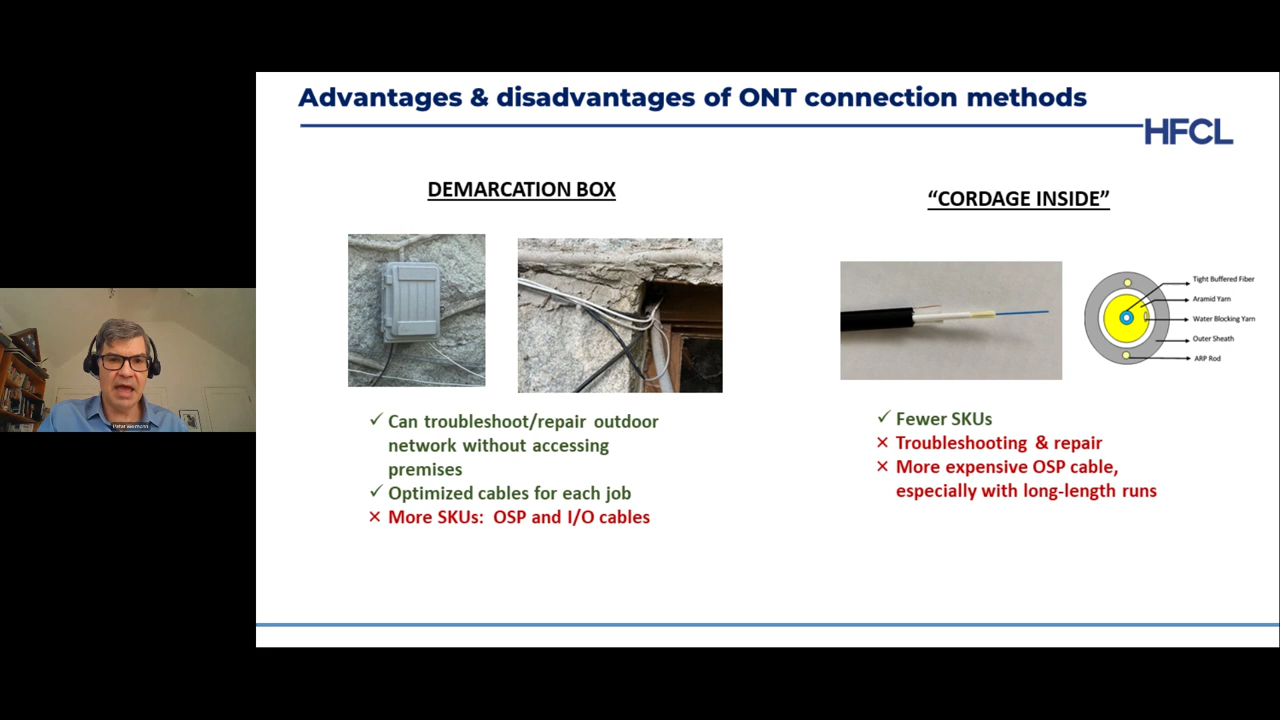 Advantages & disadvantages of ONT connection methods
HFCL
DEMARCATION BOX
✓ Can troubleshoot/repair outdoor
network without accessing
premises
✓ Optimized cables for each job
× More SKUs: OSP and I/O cables
“CORDAGE INSIDE”
Tight Buffered Fiber
Aramid Yarn
Water Blocking Yarn
Outer Sheath
ARP Rod
✓ Fewer SKUs
× Troubleshooting & repair
× More expensive OSP cable,
especially with long-length runs